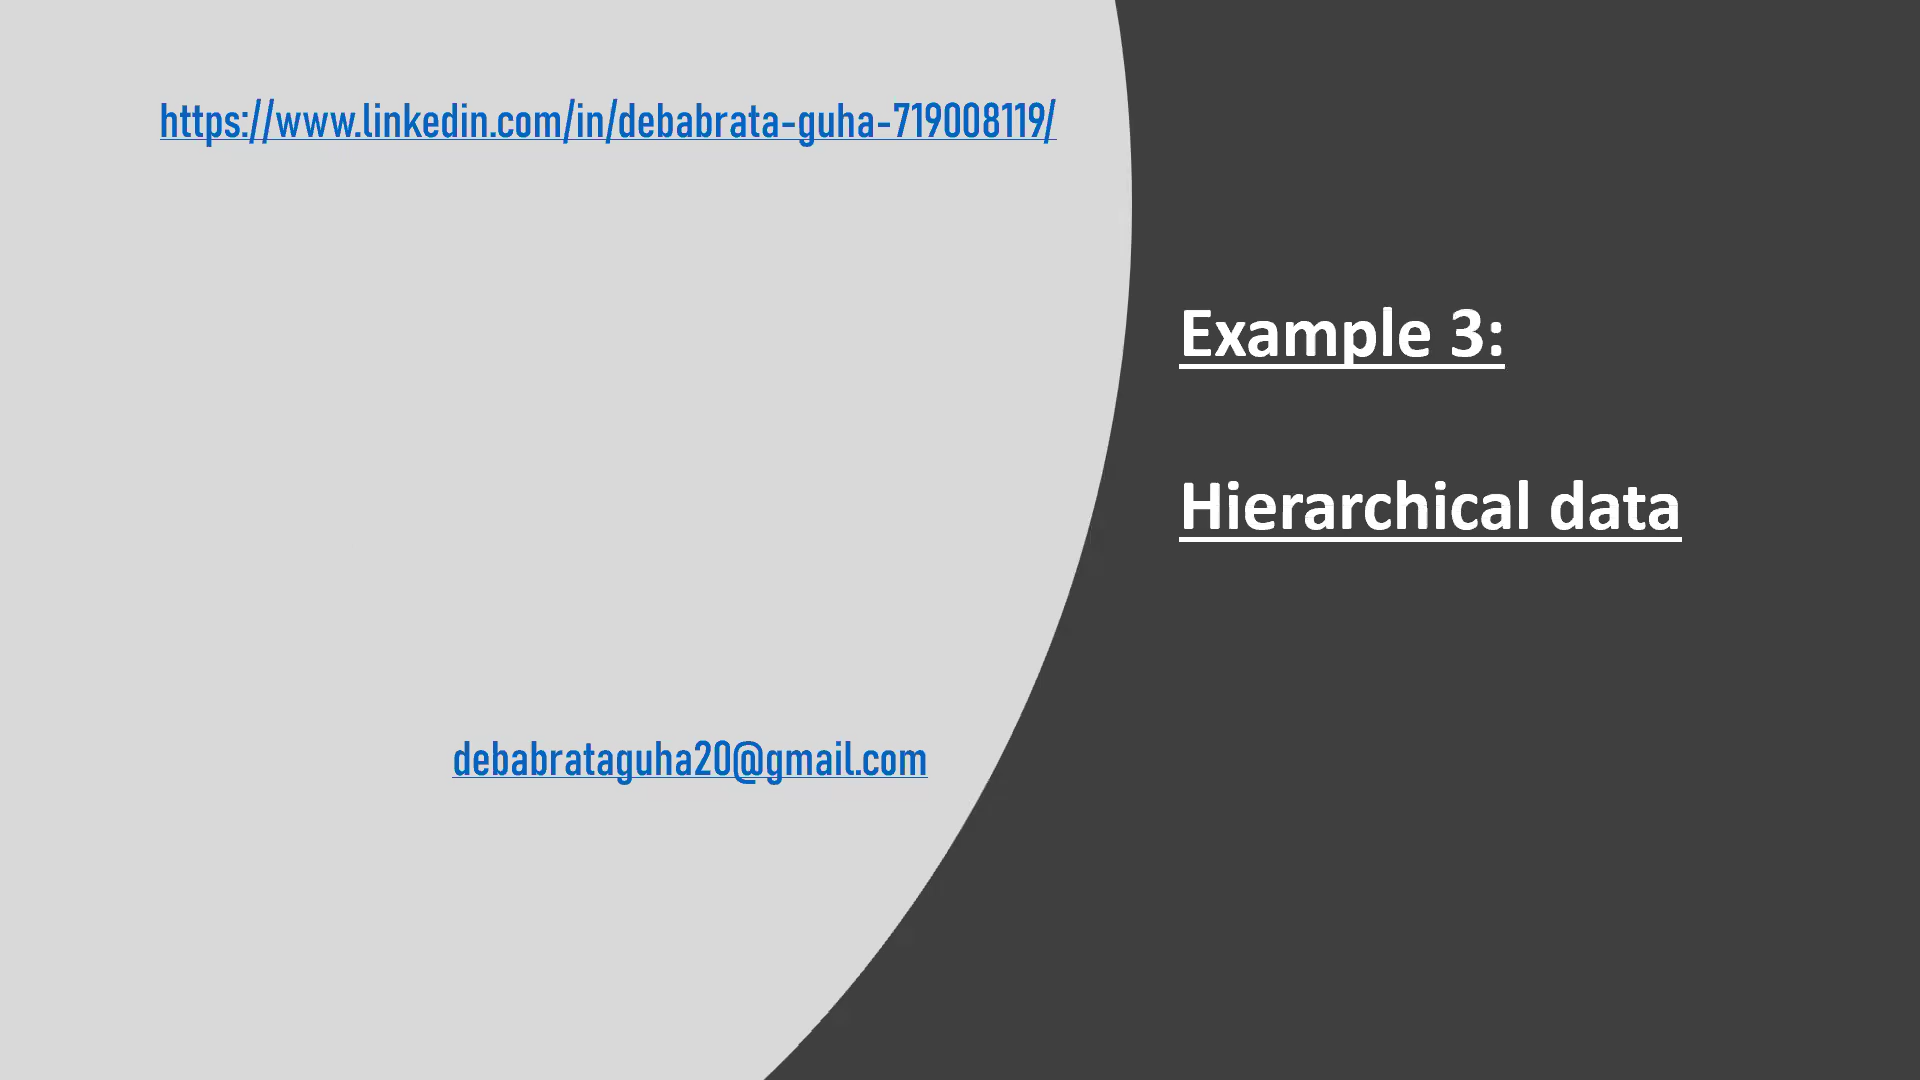 https://www.linkedin.com/in/debabrata-guha-719008119/
Example 3:
Hierarchical data
debabrataguha20@gmail.com